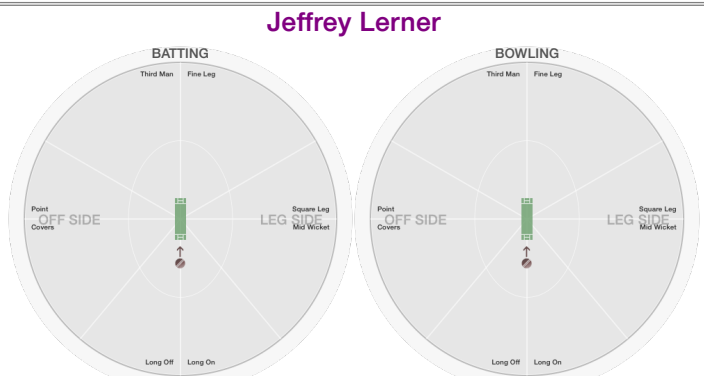 Jeffrey Lerner
BATTING
Third Man
Fine Leg
Point
OFF SIDE
Covers
Square Leg
LEG SIDE
Mid Wicket
Long Off
Long On
BOWLING
Third Man
Fine Leg
Point
OFF SIDE
Covers
Square Leg
LEG SIDE
Mid Wicket
Long Off
Long On